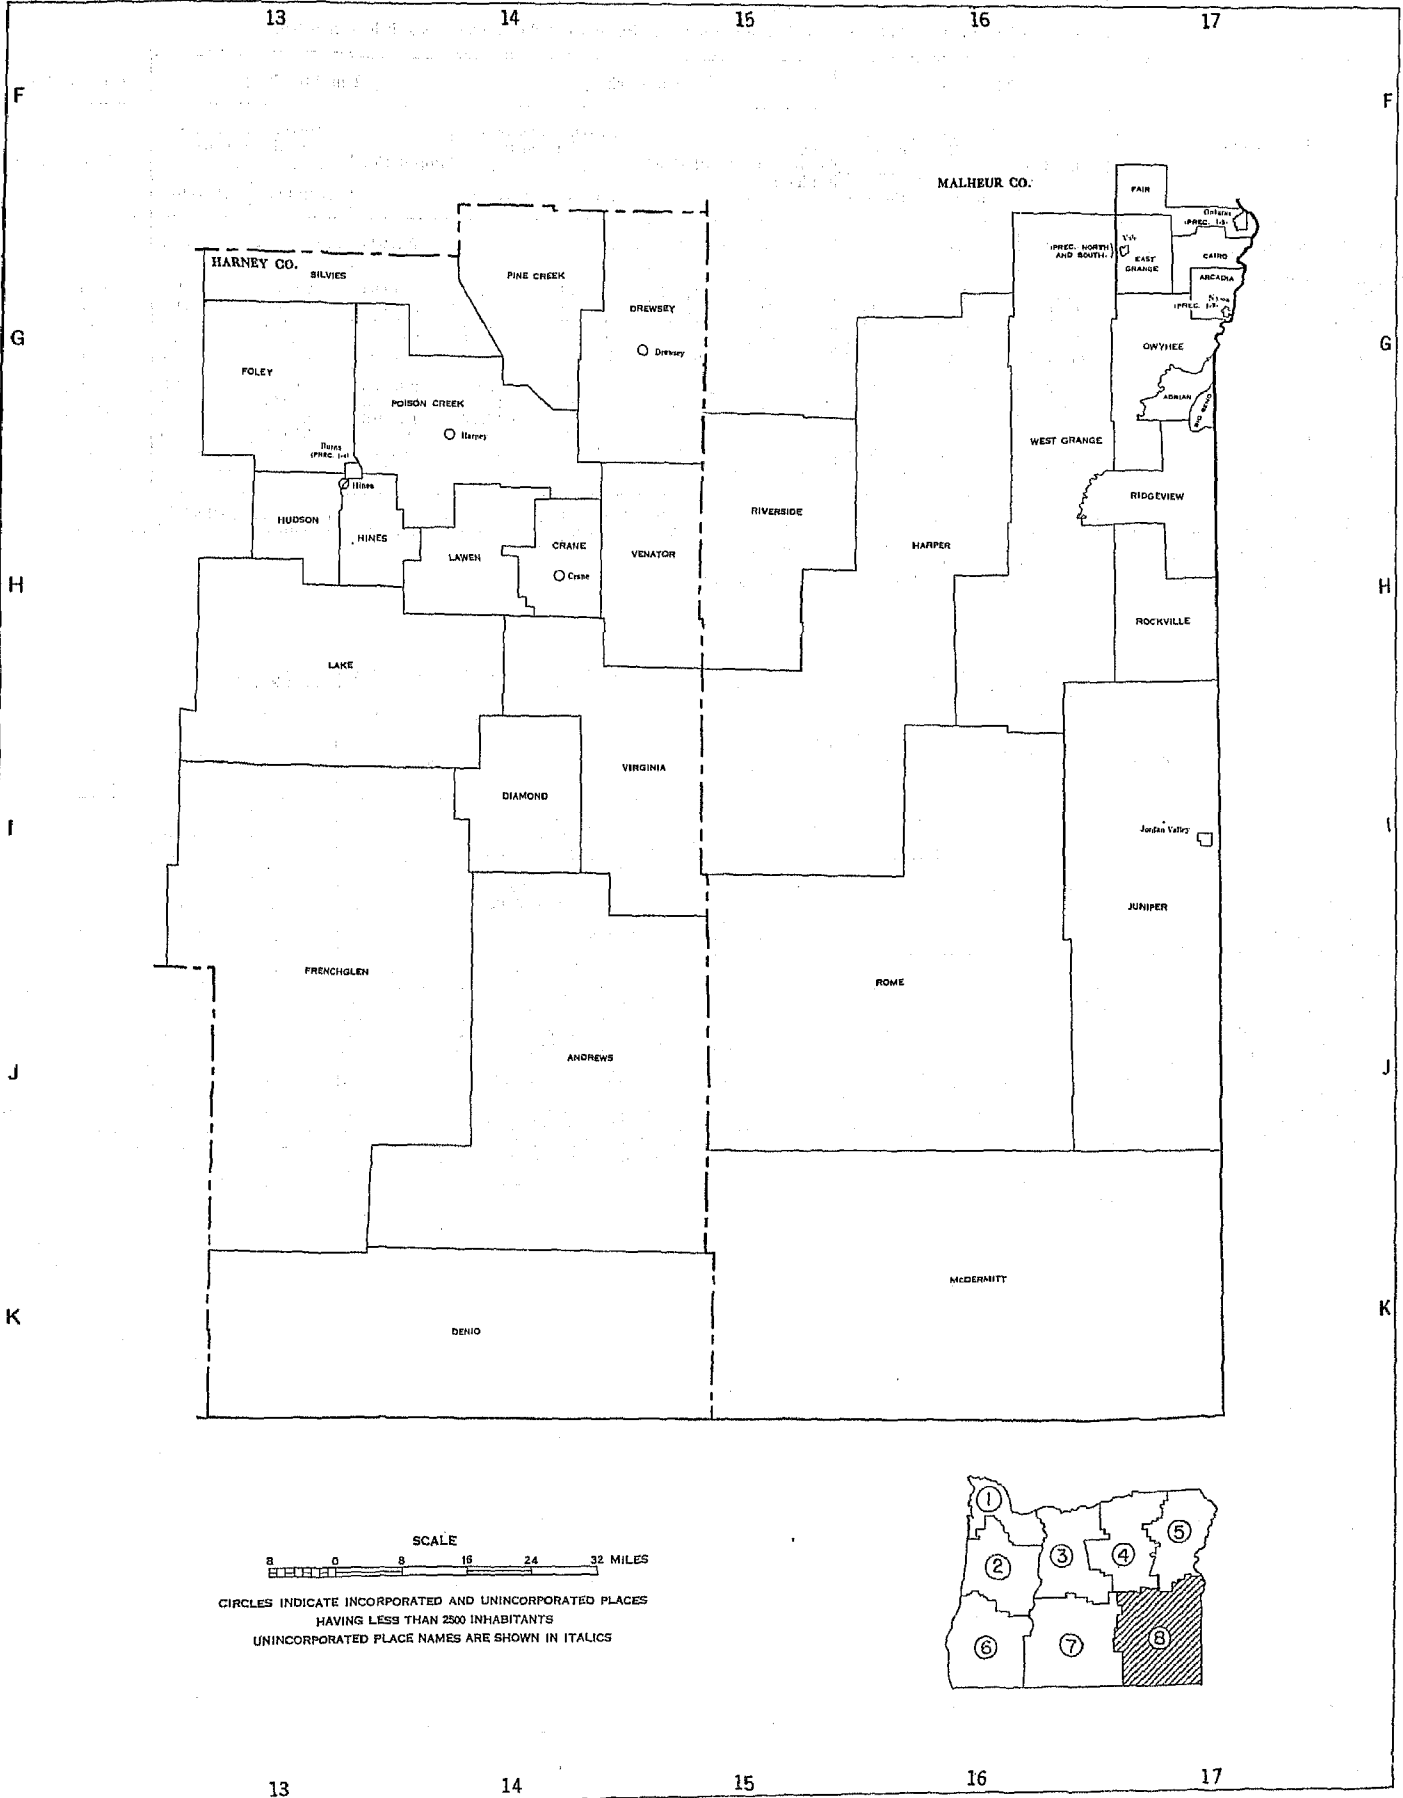 13 14 15 16 17
F F
MALHEUR CO.
FAIR
Ontario
(PREC. 1-5)
HARNEY CO.
SILVIES
PINE CREEK
Vale
(PREC. NORTH
AND SOUTH)
EAST
GRANGE
CAIRO
ARCADIA
Nyssa
(PREC. 1-3)
DREWSEY
Drewsey
G G
OWYHEE
FOLEY
POISON CREEK
Harney
ADRIAN
BIG BEND
WEST GRANGE
Burns
(PREC. 1-4)
Hines
HUDSON
HINES
LAWEN
CRANE
Crane
VENATOR
RIVERSIDE
HARPER
RIDGEVIEW
H H
ROCKVILLE
LAKE
VIRGINIA
DIAMOND
I I
Jordan Valley
JUNIPER
FRENCHGLEN
ROME
ANDREWS
J J
McDERMITT
K K
DENIO
SCALE
8 0 8 16 24 32 MILES
CIRCLES INDICATE INCORPORATED AND UNINCORPORATED PLACES
HAVING LESS THAN 2500 INHABITANTS
UNINCORPORATED PLACE NAMES ARE SHOWN IN ITALICS
1
2
3
4
5
6
7
8
13 14 15 16 17